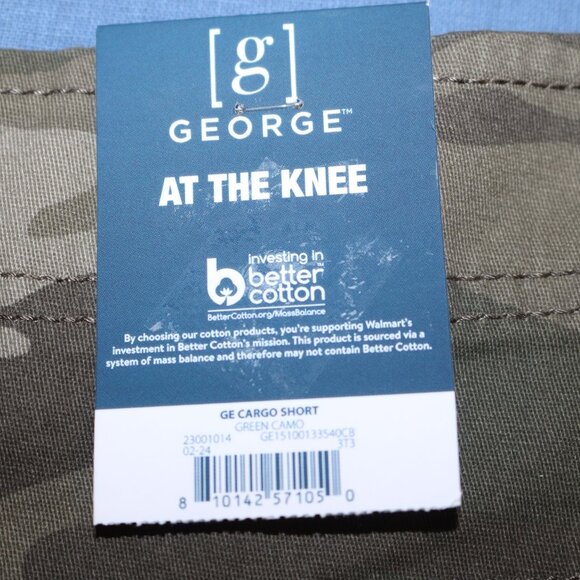 [g]
GEORGE™
AT THE KNEE
investing in
better™
cotton
BetterCotton.org/MassBalance
By choosing our cotton products, you're supporting Walmart's
investment in Better Cotton's mission. This product is sourced via a
system of mass balance and therefore may not contain Better Cotton.
GE CARGO SHORT
GREEN CAMO
23001014 GE15100133540CB
02-24 3T3
8 10142 57105 0